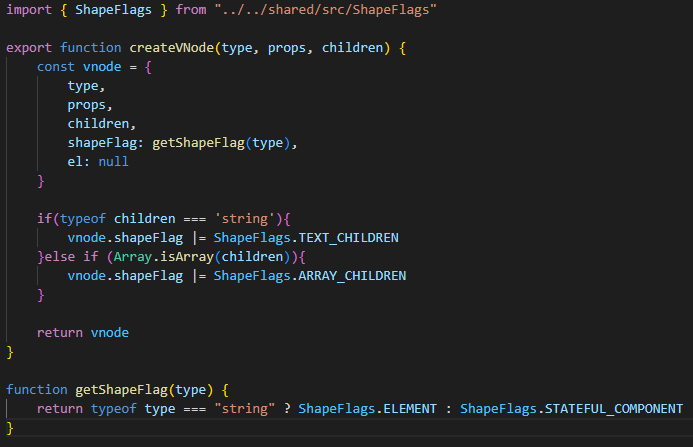 import { ShapeFlags } from "../../shared/src/ShapeFlags"

export function createVNode(type, props, children) {
    const vnode = {
        type,
        props,
        children,
        shapeFlag: getShapeFlag(type),
        el: null
    }

    if(typeof children === 'string'){
        vnode.shapeFlag |= ShapeFlags.TEXT_CHILDREN
    }else if (Array.isArray(children)){
        vnode.shapeFlag |= ShapeFlags.ARRAY_CHILDREN
    }

    return vnode
}

function getShapeFlag(type) {
    return typeof type === "string" ? ShapeFlags.ELEMENT : ShapeFlags.STATEFUL_COMPONENT
}